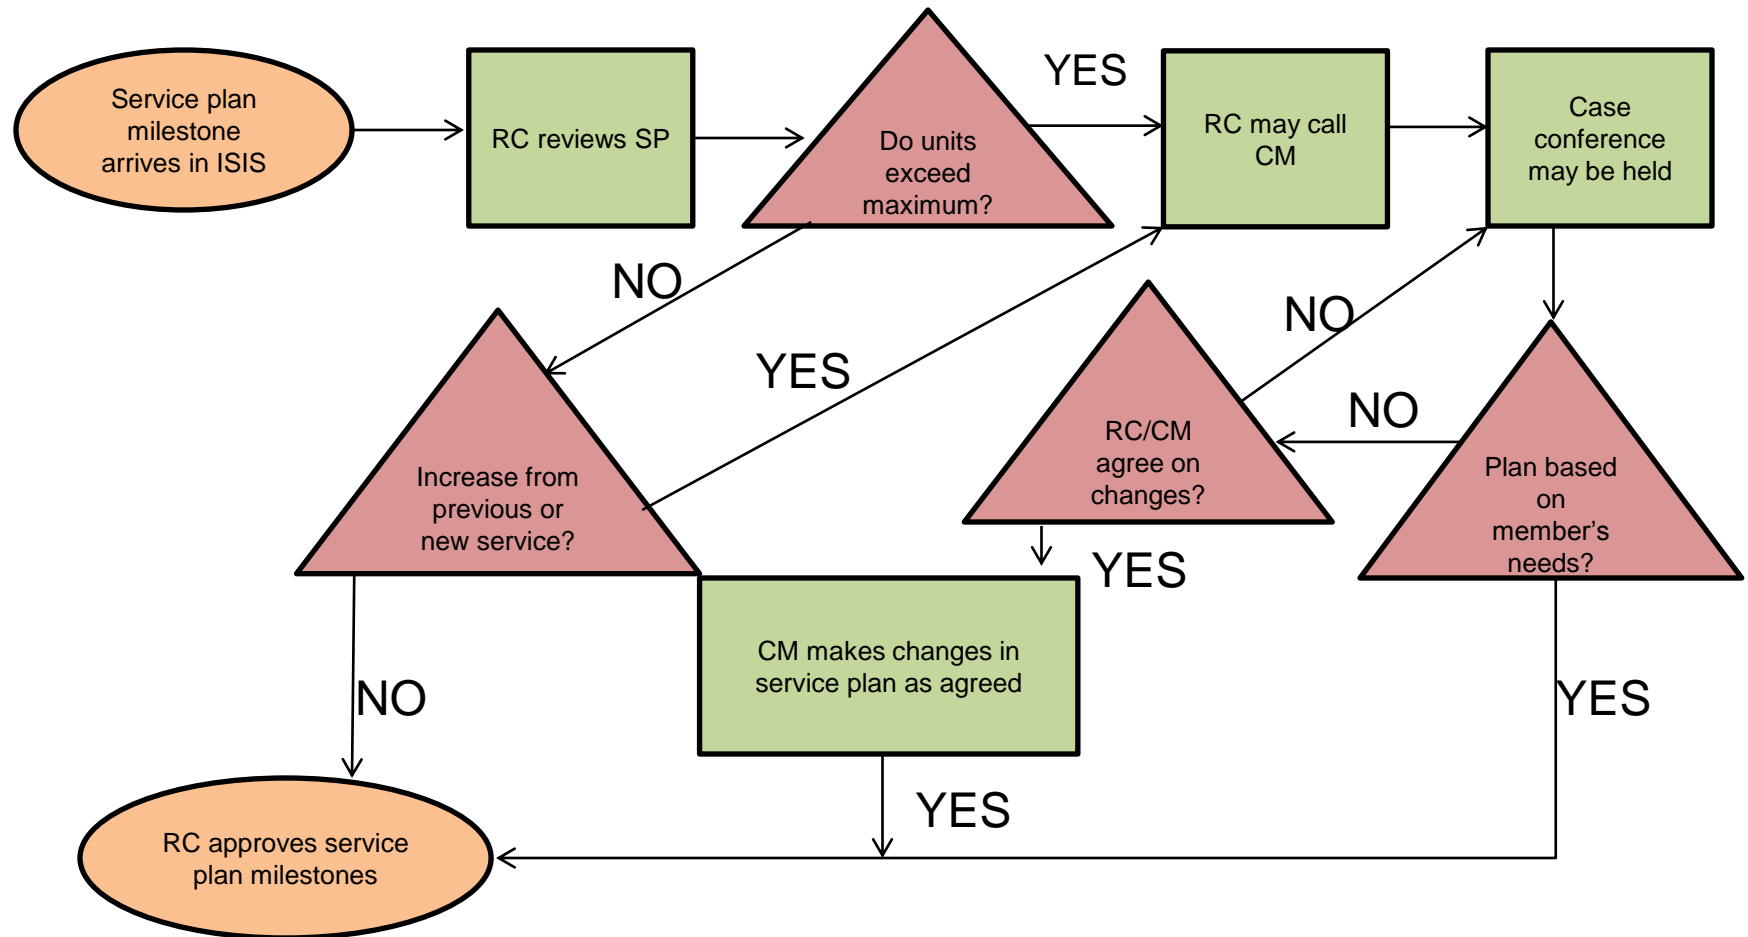 Service plan
milestone
arrives in ISIS
RC reviews SP
Do units
exceed
maximum?
YES
RC may call
CM
Case
conference
may be held
NO
Increase from
previous or
new service?
YES
RC/CM
agree on
changes?
NO
NO
Plan based
on
member’s
needs?
YES
CM makes changes in
service plan as agreed
NO
YES
YES
RC approves service
plan milestones